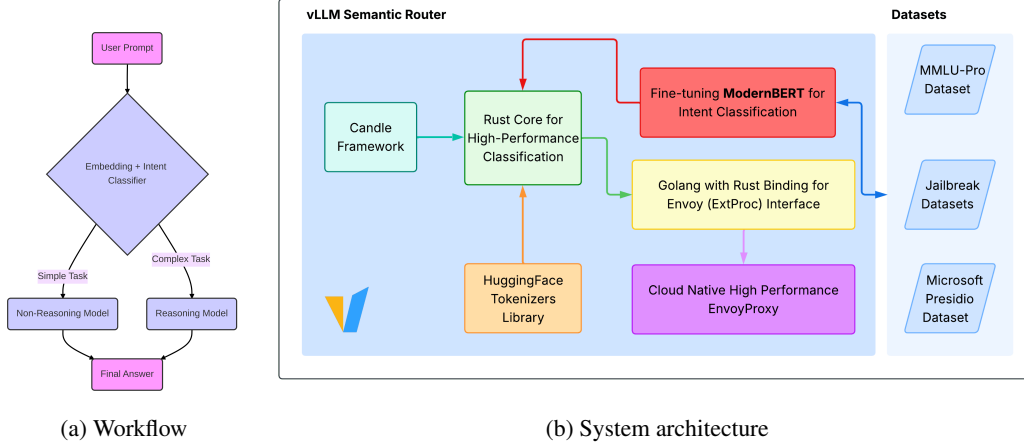 User Prompt
Embedding + Intent
Classifier
Simple Task
Complex Task
Non-Reasoning Model
Reasoning Model
Final Answer
(a) Workflow
vLLM Semantic Router
Candle
Framework
Rust Core for
High-Performance
Classification
HuggingFace
Tokenizers
Library
Fine-tuning ModernBERT for
Intent Classification
Golang with Rust Binding for
Envoy (ExtProc) Interface
Cloud Native High Performance
EnvoyProxy
Datasets
MMLU-Pro
Dataset
Jailbreak
Datasets
Microsoft
Presidio
Dataset
(b) System architecture